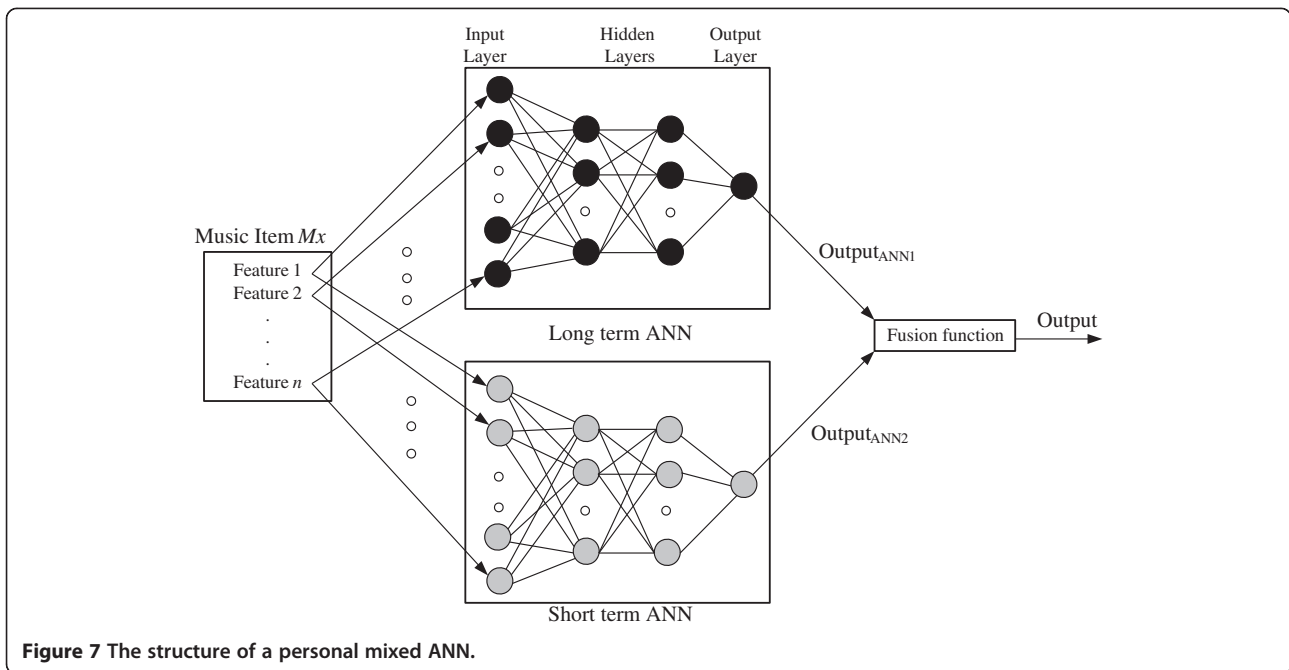 Input
Layer
Hidden
Layers
Output
Layer
Music Item Mx
Feature 1
Feature 2
.
.
.
Feature n
Long term ANN
Short term ANN
OutputANN1
OutputANN2
Fusion function
Output
Figure 7 The structure of a personal mixed ANN.